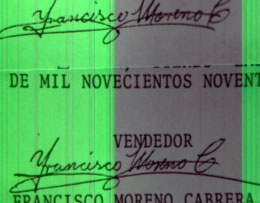 Francisco Moreno C
DE MIL NOVECIENTOS NOVENT
VENDEDOR
Francisco Moreno C
FRANCISCO MORENO CABRERA